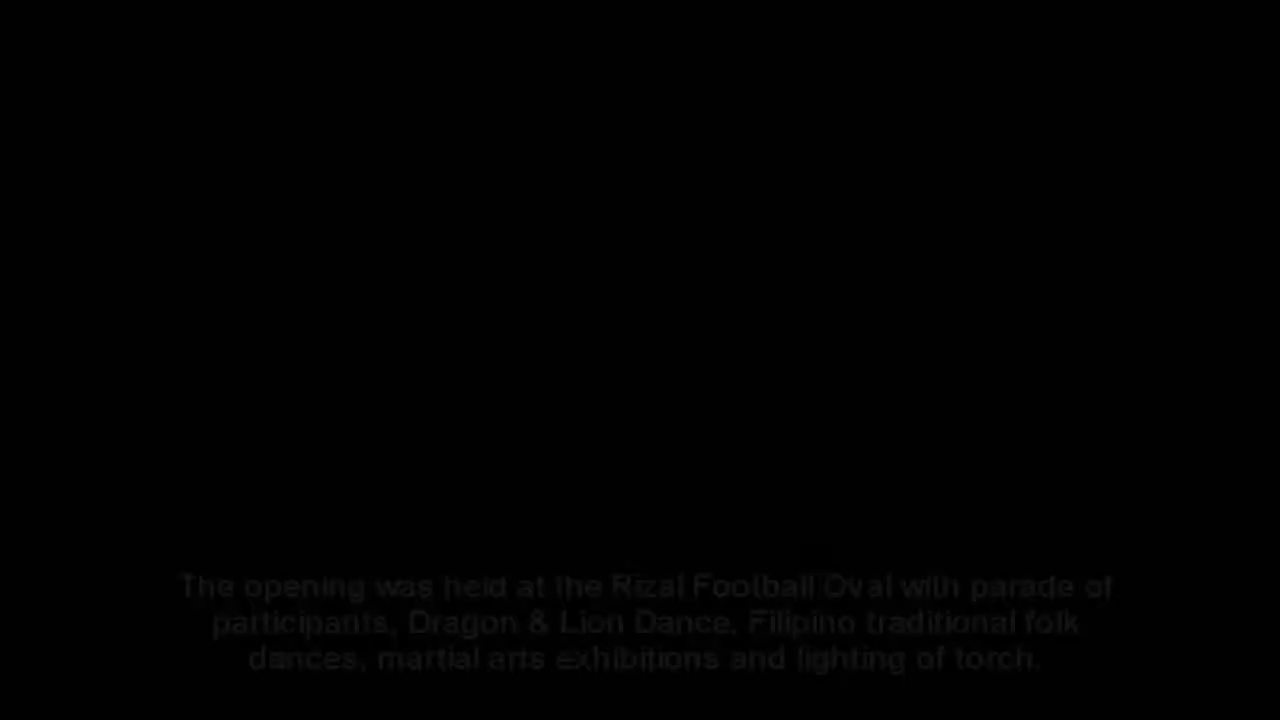 The opening was held at the Rizal Football Oval with parade of
participants, Dragon & Lion Dance, Filipino traditional folk
dances, martial arts exhibitions and lighting of torch.